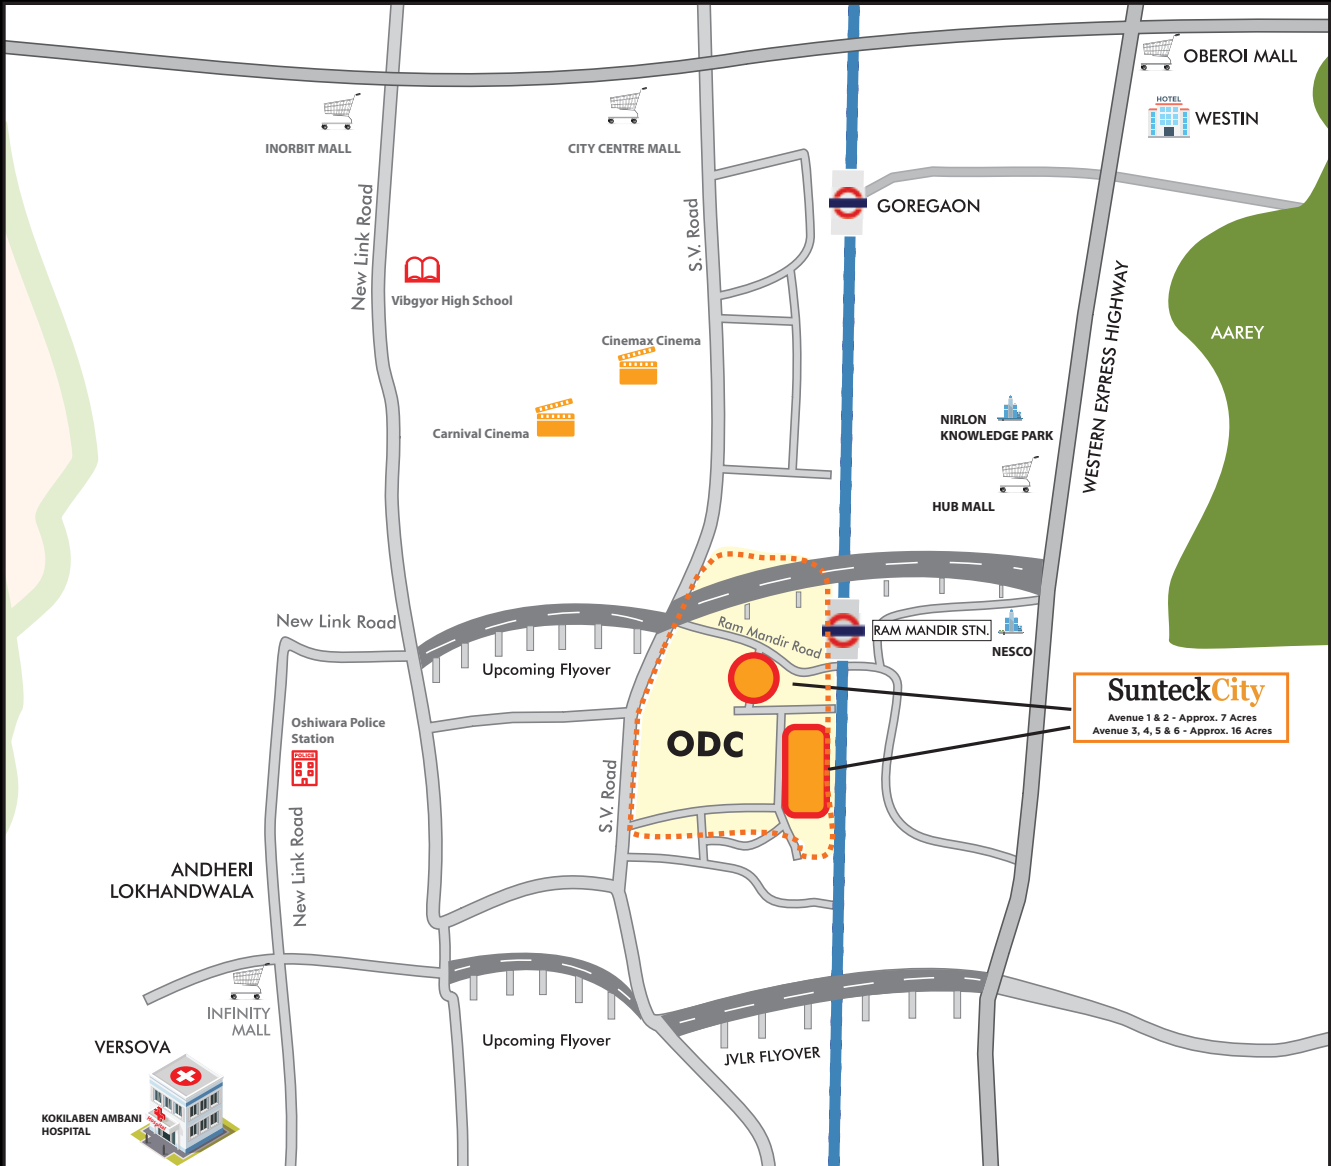 OBEROI MALL
HOTEL
WESTIN
INORBIT MALL
CITY CENTRE MALL
New Link Road
S.V. Road
GOREGAON
Vibgyor High School
WESTERN EXPRESS HIGHWAY
AAREY
Cinemax Cinema
Carnival Cinema
NIRLON
KNOWLEDGE PARK
HUB MALL
New Link Road
Ram Mandir Road
RAM MANDIR STN.
NESCO
Upcoming Flyover
SunteckCity
Avenue 1 & 2 - Approx. 7 Acres
Avenue 3, 4, 5 & 6 - Approx. 16 Acres
Oshiwara Police
Station
POLICE
ODC
S.V. Road
New Link Road
ANDHERI
LOKHANDWALA
INFINITY
MALL
Upcoming Flyover
JVLR FLYOVER
VERSOVA
KOKILABEN AMBANI
HOSPITAL
Hospital